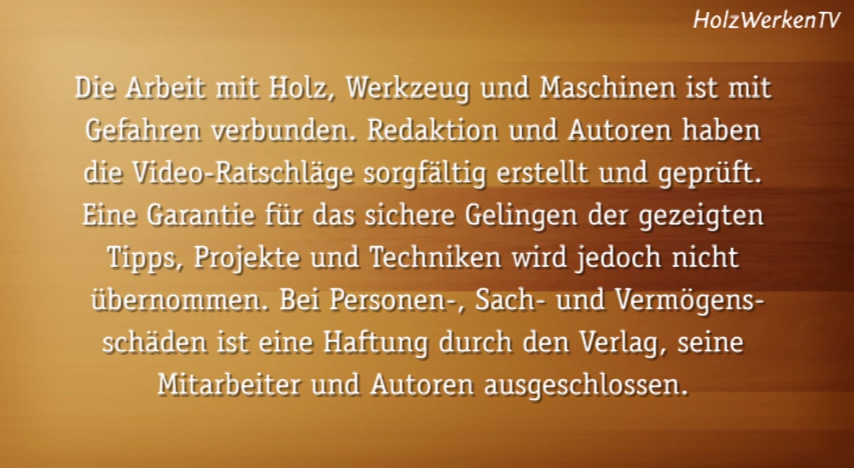 HolzWerkenTV
Die Arbeit mit Holz, Werkzeug und Maschinen ist mit
Gefahren verbunden. Redaktion und Autoren haben
die Video-Ratschläge sorgfältig erstellt und geprüft.
Eine Garantie für das sichere Gelingen der gezeigten
Tipps, Projekte und Techniken wird jedoch nicht
übernommen. Bei Personen-, Sach- und Vermögens-
schäden ist eine Haftung durch den Verlag, seine
Mitarbeiter und Autoren ausgeschlossen.